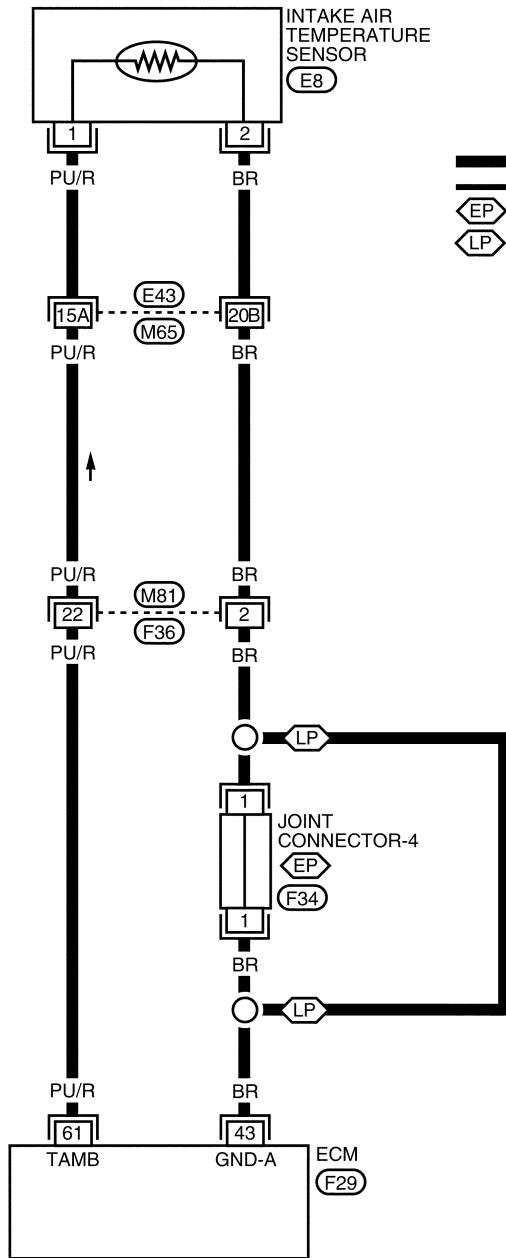 INTAKE AIR
TEMPERATURE
SENSOR
E8
1 2
PU/R BR
EP
LP
E43
15A 20B
M65
PU/R BR
PU/R BR
M81
22 2
F36
PU/R BR
LP
1
JOINT
CONNECTOR-4
EP
F34
1
BR
LP
PU/R BR
61 43
TAMB GND-A
ECM
F29